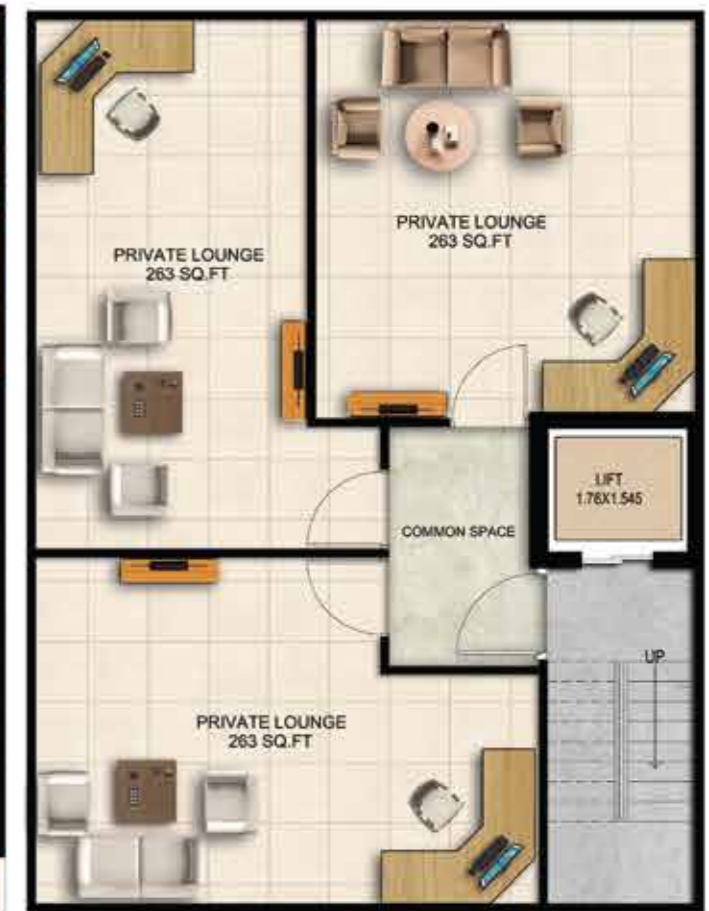 PRIVATE LOUNGE
263 SQ.FT
PRIVATE LOUNGE
263 SQ.FT
LIFT
1.76X1.545
COMMON SPACE
UP
PRIVATE LOUNGE
263 SQ.FT